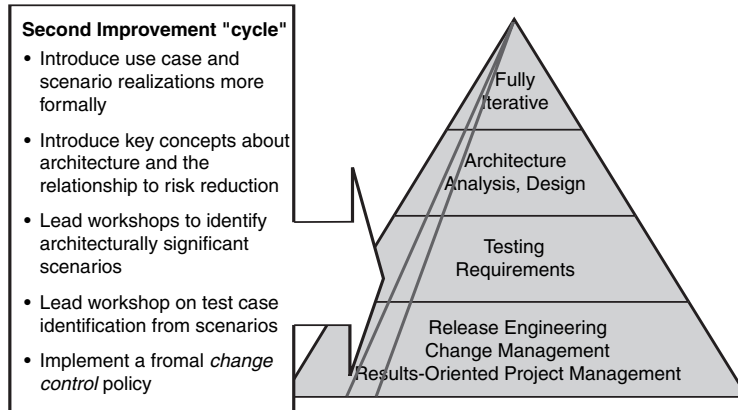 Second Improvement "cycle"
• Introduce use case and
scenario realizations more
formally
• Introduce key concepts about
architecture and the
relationship to risk reduction
• Lead workshops to identify
architecturally significant
scenarios
• Lead workshop on test case
identification from scenarios
• Implement a fromal change
control policy
Fully
Iterative
Architecture
Analysis, Design
Testing
Requirements
Release Engineering
Change Management
Results-Oriented Project Management